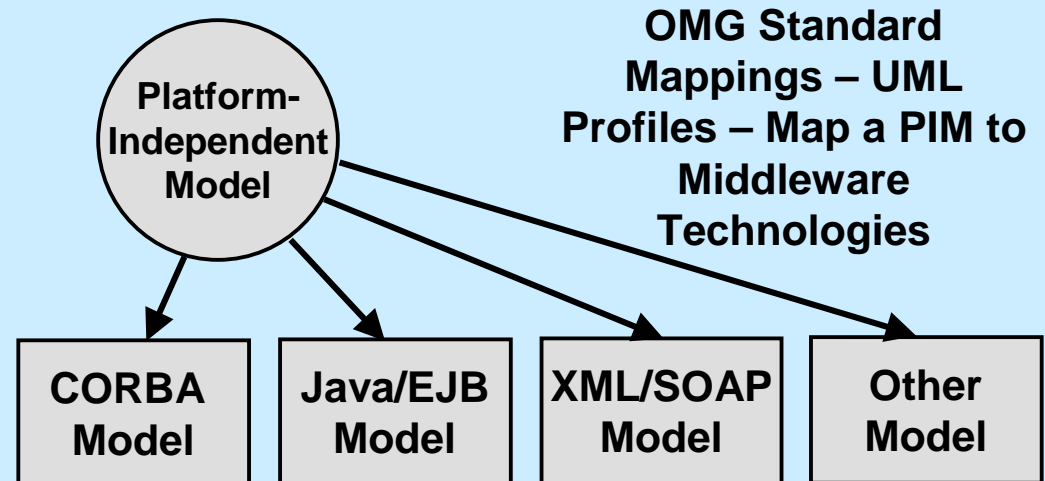 Platform-
Independent
Model
OMG Standard
Mappings – UML
Profiles – Map a PIM to
Middleware
Technologies
CORBA
Model
Java/EJB
Model
XML/SOAP
Model
Other
Model